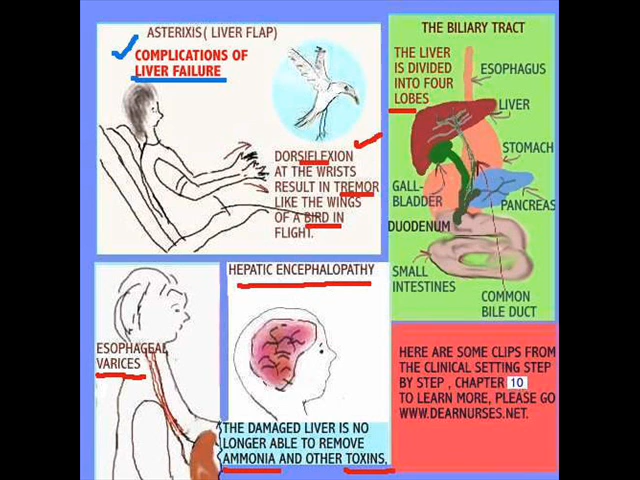 ASTERIXIS ( LIVER FLAP)
COMPLICATIONS OF
LIVER FAILURE
DORSIFLEXION
AT THE WRISTS
RESULT IN TREMOR
LIKE THE WINGS
OF A BIRD IN
FLIGHT.
THE BILIARY TRACT
THE LIVER
IS DIVIDED
INTO FOUR
LOBES
ESOPHAGUS
LIVER
STOMACH
GALL-
BLADDER
PANCREAS
DUODENUM
SMALL
INTESTINES
COMMON
BILE DUCT
ESOPHAGEAL
VARICES
HEPATIC ENCEPHALOPATHY
THE DAMAGED LIVER IS NO
LONGER ABLE TO REMOVE
AMMONIA AND OTHER TOXINS.
HERE ARE SOME CLIPS FROM
THE CLINICAL SETTING STEP
BY STEP , CHAPTER 10
TO LEARN MORE, PLEASE GO
WWW.DEARNURSES.NET.